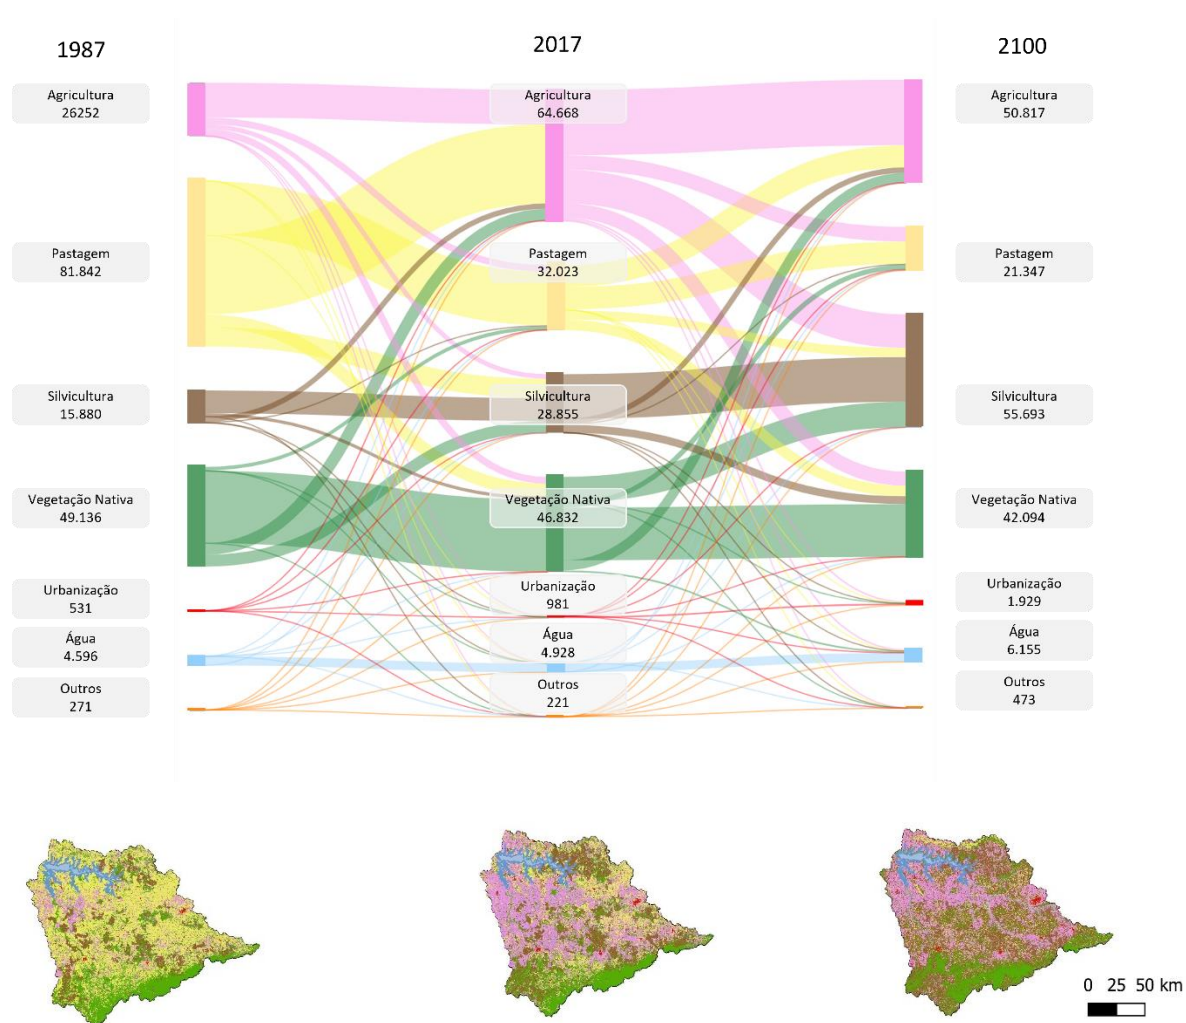 1987
2017
2100
Agricultura
26252
Agricultura
64.668
Agricultura
50.817
Pastagem
81.842
Pastagem
32.023
Pastagem
21.347
Silvicultura
15.880
Silvicultura
28.855
Silvicultura
55.693
Vegetação Nativa
49.136
Vegetação Nativa
46.832
Vegetação Nativa
42.094
Urbanização
531
Urbanização
981
Urbanização
1.929
Água
4.596
Água
4.928
Água
6.155
Outros
271
Outros
221
Outros
473
0 25 50 km